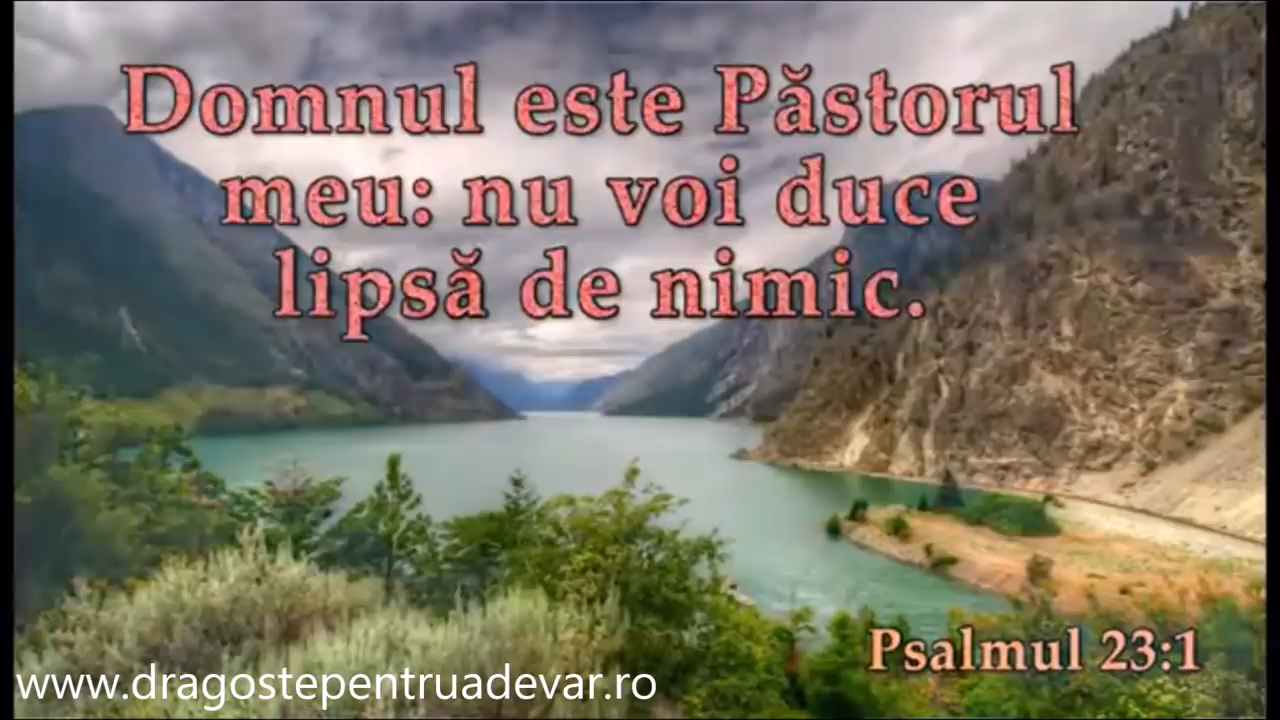 Domnul este Păstorul
meu: nu voi duce
lipsă de nimic.
Psalmul 23:1
www.dragostepentruadevar.ro